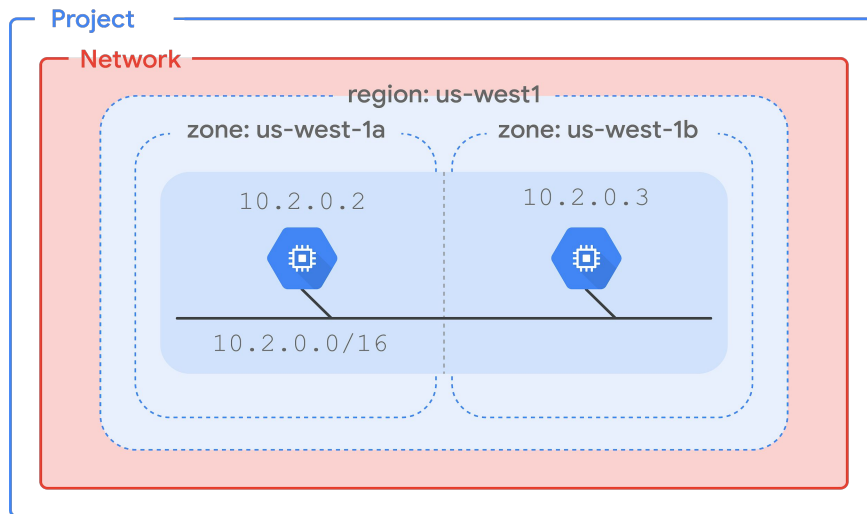 Project
Network
region: us-west1
zone: us-west-1a
zone: us-west-1b
10.2.0.2
10.2.0.3
10.2.0.0/16